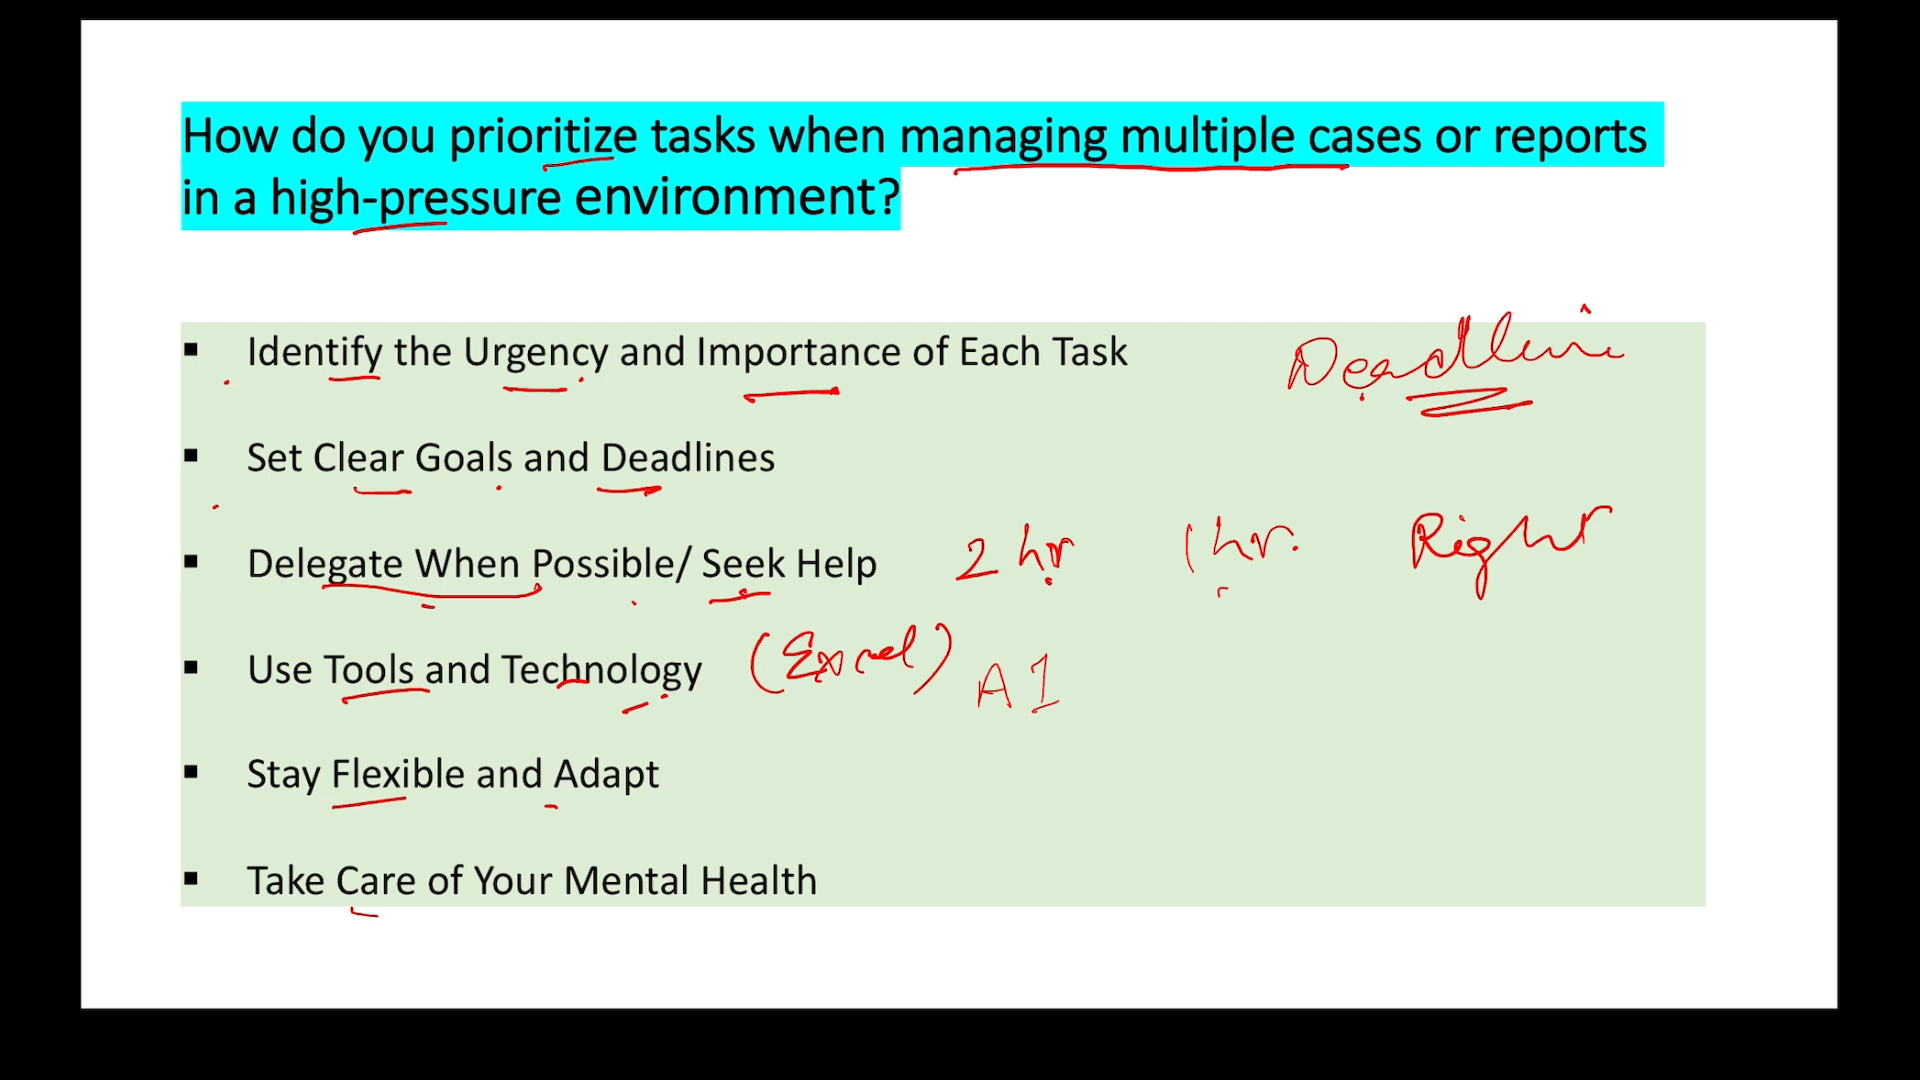 How do you prioritize tasks when managing multiple cases or reports
in a high-pressure environment?
▪ Identify the Urgency and Importance of Each Task
Deadline
▪ Set Clear Goals and Deadlines
▪ Delegate When Possible/ Seek Help 2 hr 1 hr. Right
▪ Use Tools and Technology (Excel) AI
▪ Stay Flexible and Adapt
▪ Take Care of Your Mental Health